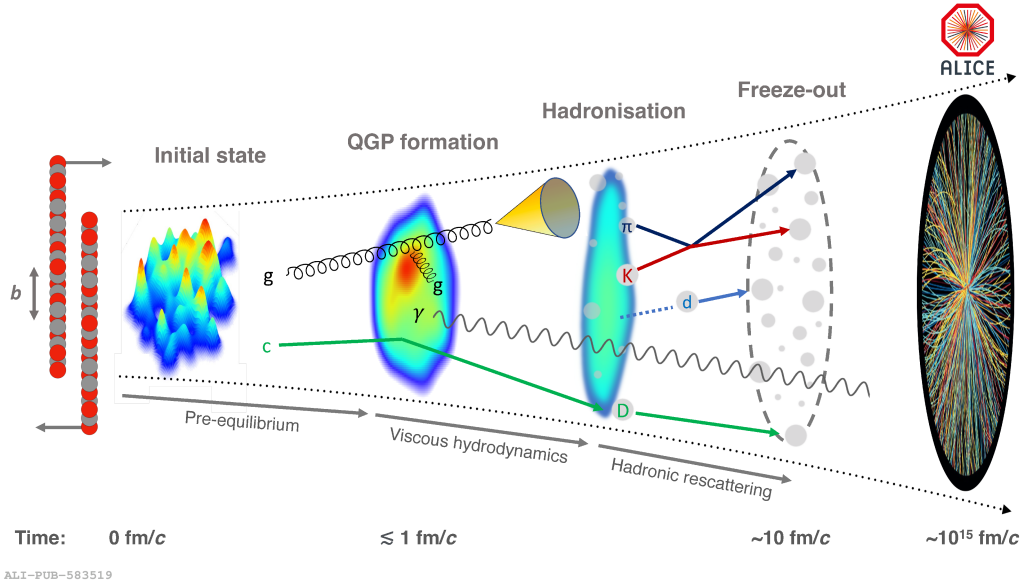 ALICE
Freeze-out
Hadronisation
QGP formation
Initial state
π
g
K
g
b
d
γ
c
D
Pre-equilibrium
Viscous hydrodynamics
Hadronic rescattering
Time: 0 fm/c ≲ 1 fm/c ~10 fm/c ~10¹⁵ fm/c
ALI-PUB-583519